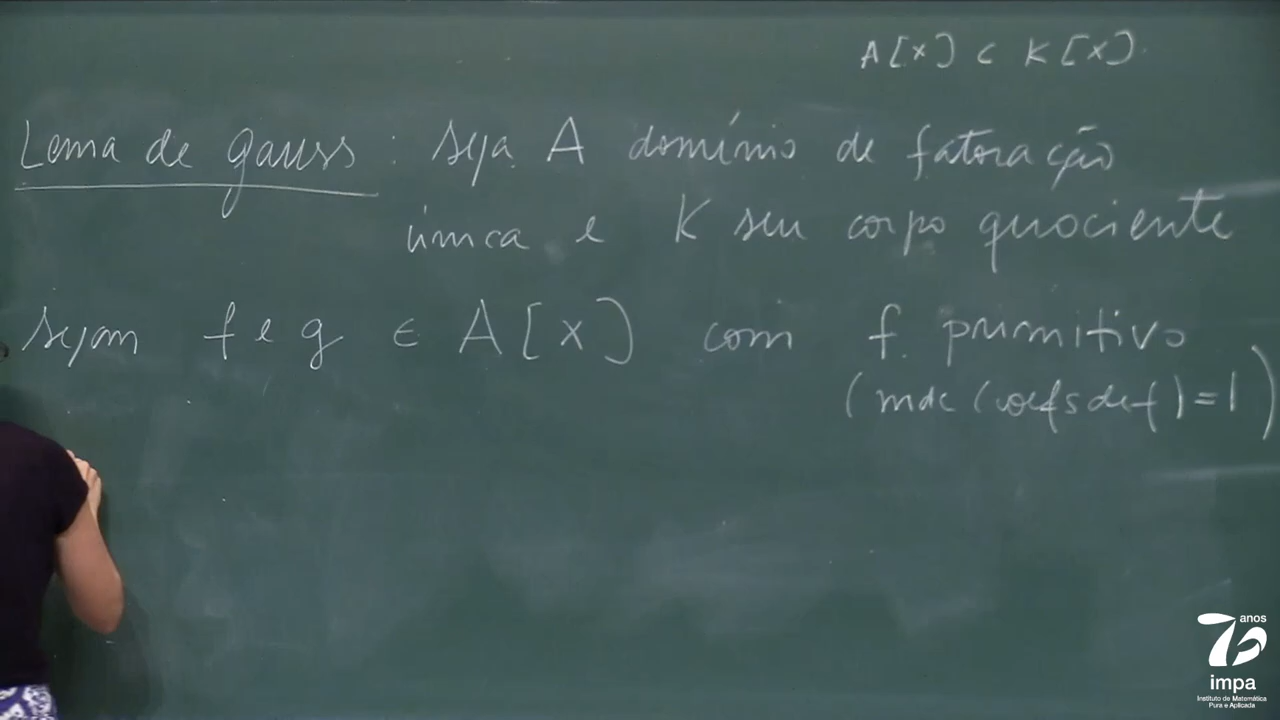 A[x] ⊂ K[x].
Lema de Gauss: Seja A domínio de fatoração
única e K seu corpo quociente
Sejam f e g ∈ A[x] com f primitivo
(mdc(coefs de f)=1)
70 anos
impa
Instituto de Matemática
Pura e Aplicada